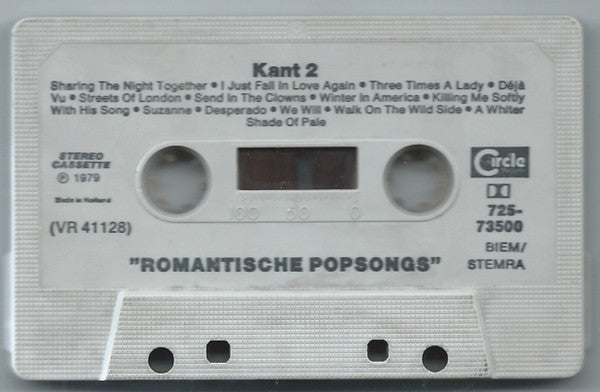 Kant 2
Sharing The Night Together • I Just Fall In Love Again • Three Times A Lady • Déjà
Vu • Streets Of London • Send In The Clowns • Winter In America • Killing Me Softly
With His Song • Suzanne • Desperado • We Will • Walk On The Wild Side • A Whiter
Shade Of Pale
STEREO
CASSETTE
℗ 1979
Made in Holland
(VR 41128)
100 50 0
Circle
725-
73500
BIEM/
STEMRA
"ROMANTISCHE POPSONGS"